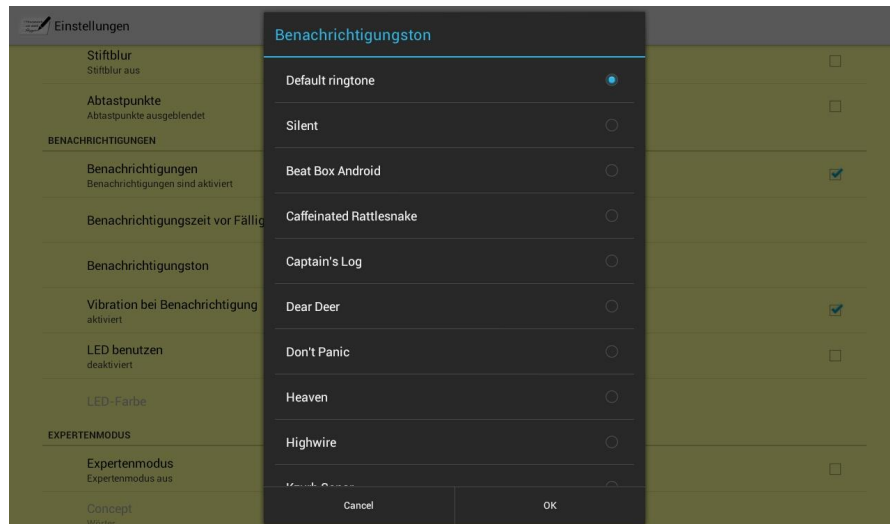 Einstellungen
Stiftblur
Stiftblur aus
Abtastpunkte
Abtastpunkte ausgeblendet
BENACHRICHTIGUNGEN
Benachrichtigungen
Benachrichtigungen sind aktiviert
Benachrichtigungszeit vor Fällig
Benachrichtigungston
Vibration bei Benachrichtigung
aktiviert
LED benutzen
deaktiviert
LED-Farbe
EXPERTENMODUS
Expertenmodus
Expertenmodus aus
Concept
Benachrichtigungston
Default ringtone
Silent
Beat Box Android
Caffeinated Rattlesnake
Captain's Log
Dear Deer
Don't Panic
Heaven
Highwire
Cancel
OK